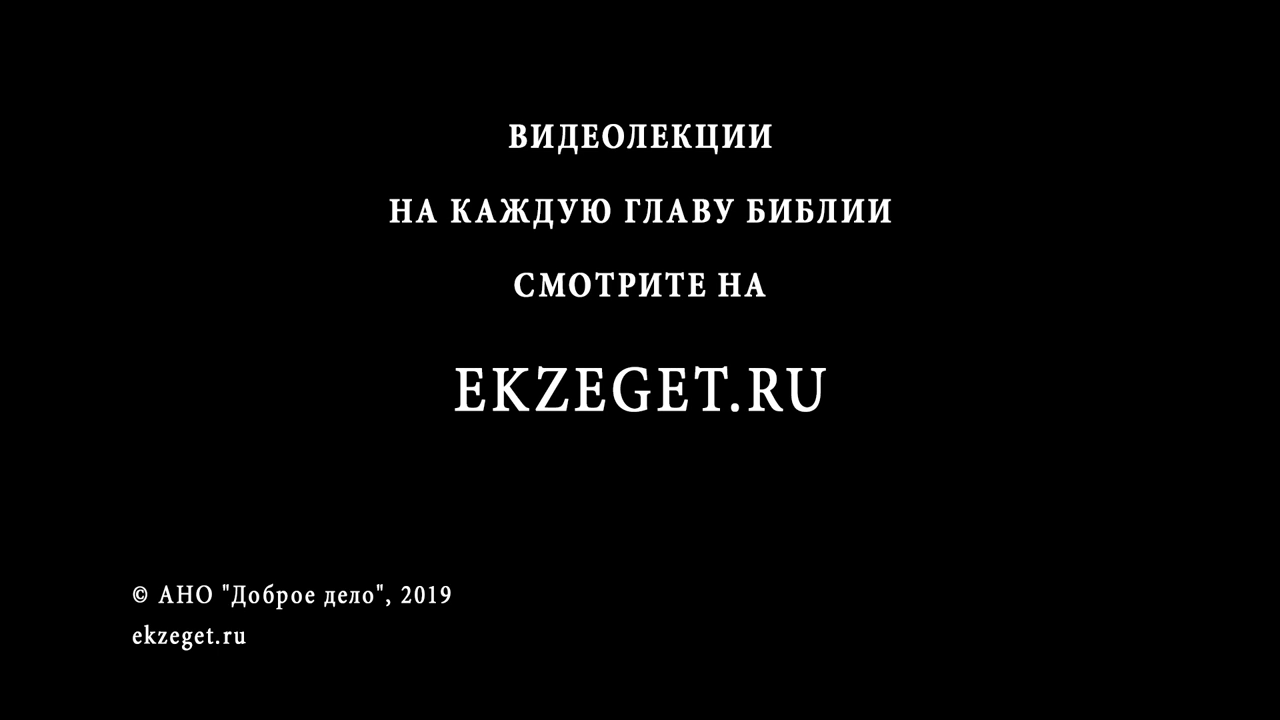 ВИДЕОЛЕКЦИИ
НА КАЖДУЮ ГЛАВУ БИБЛИИ
СМОТРИТЕ НА
EKZEGET.RU
© АНО "Доброе дело", 2019
ekzeget.ru